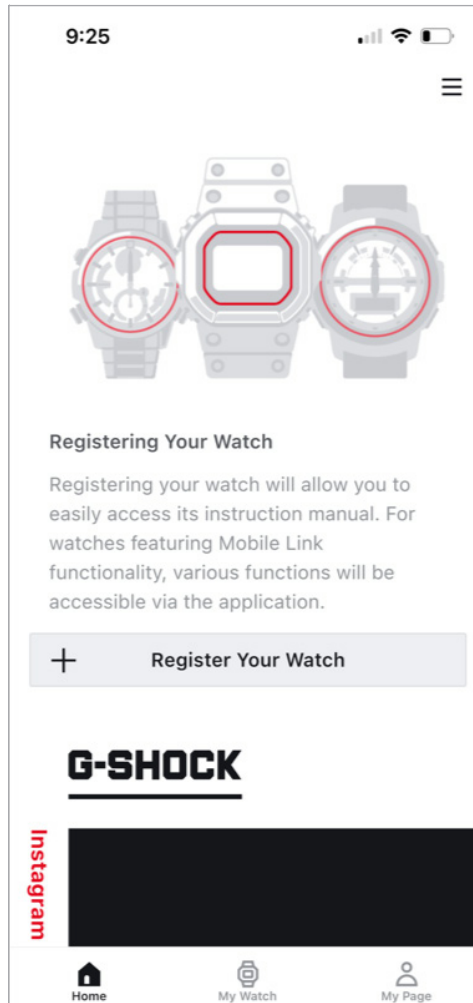 9:25
Registering Your Watch
Registering your watch will allow you to
easily access its instruction manual. For
watches featuring Mobile Link
functionality, various functions will be
accessible via the application.
+ Register Your Watch
G-SHOCK
Instagram
Home My Watch My Page